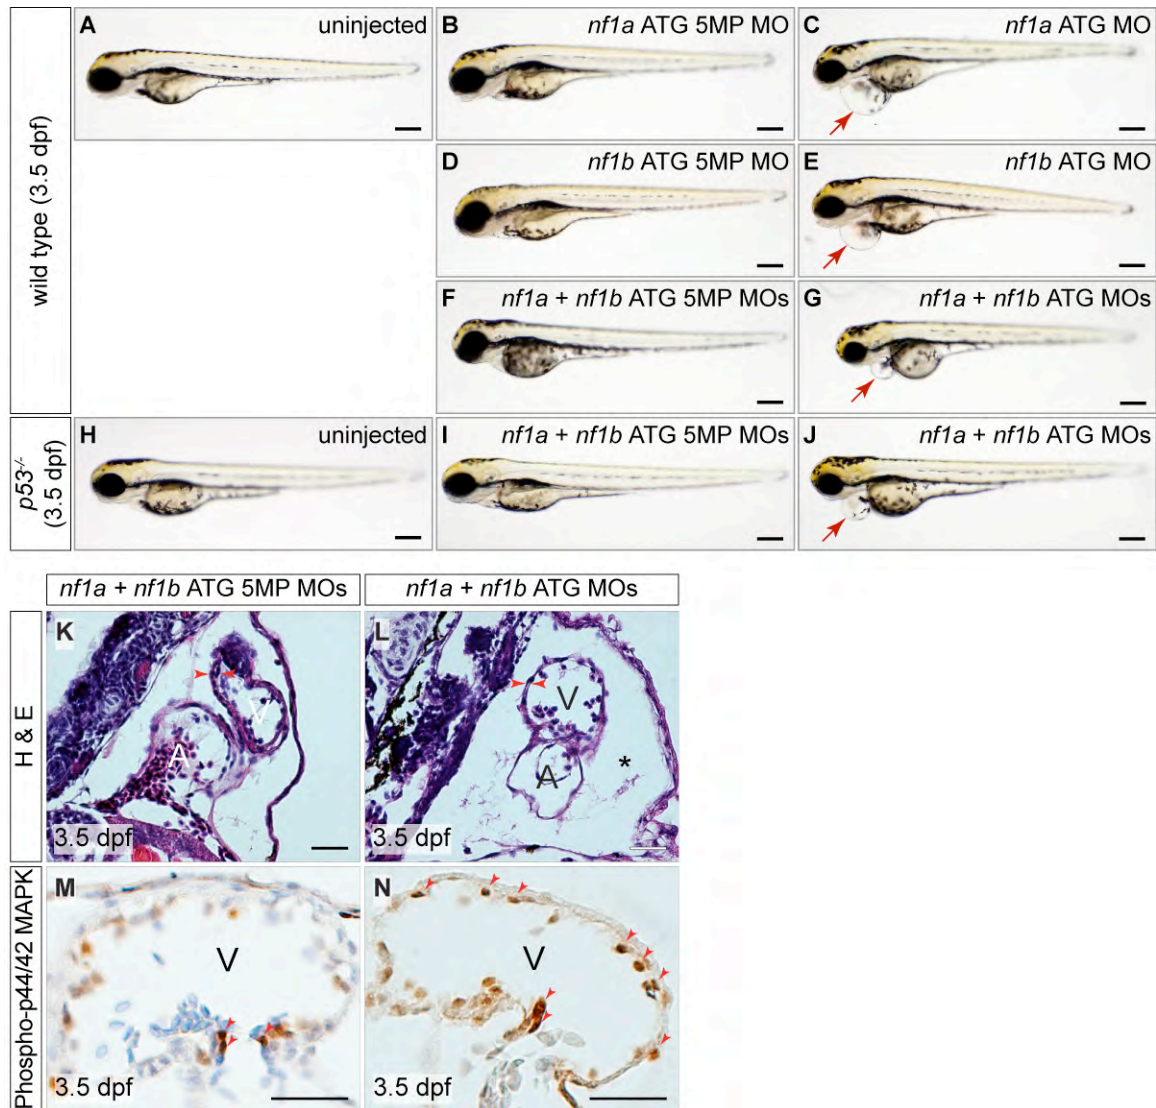 wild type (3.5 dpf)
A uninjected
B nf1a ATG 5MP MO
C nf1a ATG MO
D nf1b ATG 5MP MO
E nf1b ATG MO
F nf1a + nf1b ATG 5MP MOs
G nf1a + nf1b ATG MOs
p53-/-
(3.5 dpf)
H uninjected
I nf1a + nf1b ATG 5MP MOs
J nf1a + nf1b ATG MOs
nf1a + nf1b ATG 5MP MOs
nf1a + nf1b ATG MOs
H & E
K
V
A
3.5 dpf
L
V
A
*
3.5 dpf
Phospho-p44/42 MAPK
M
V
3.5 dpf
N
V
3.5 dpf